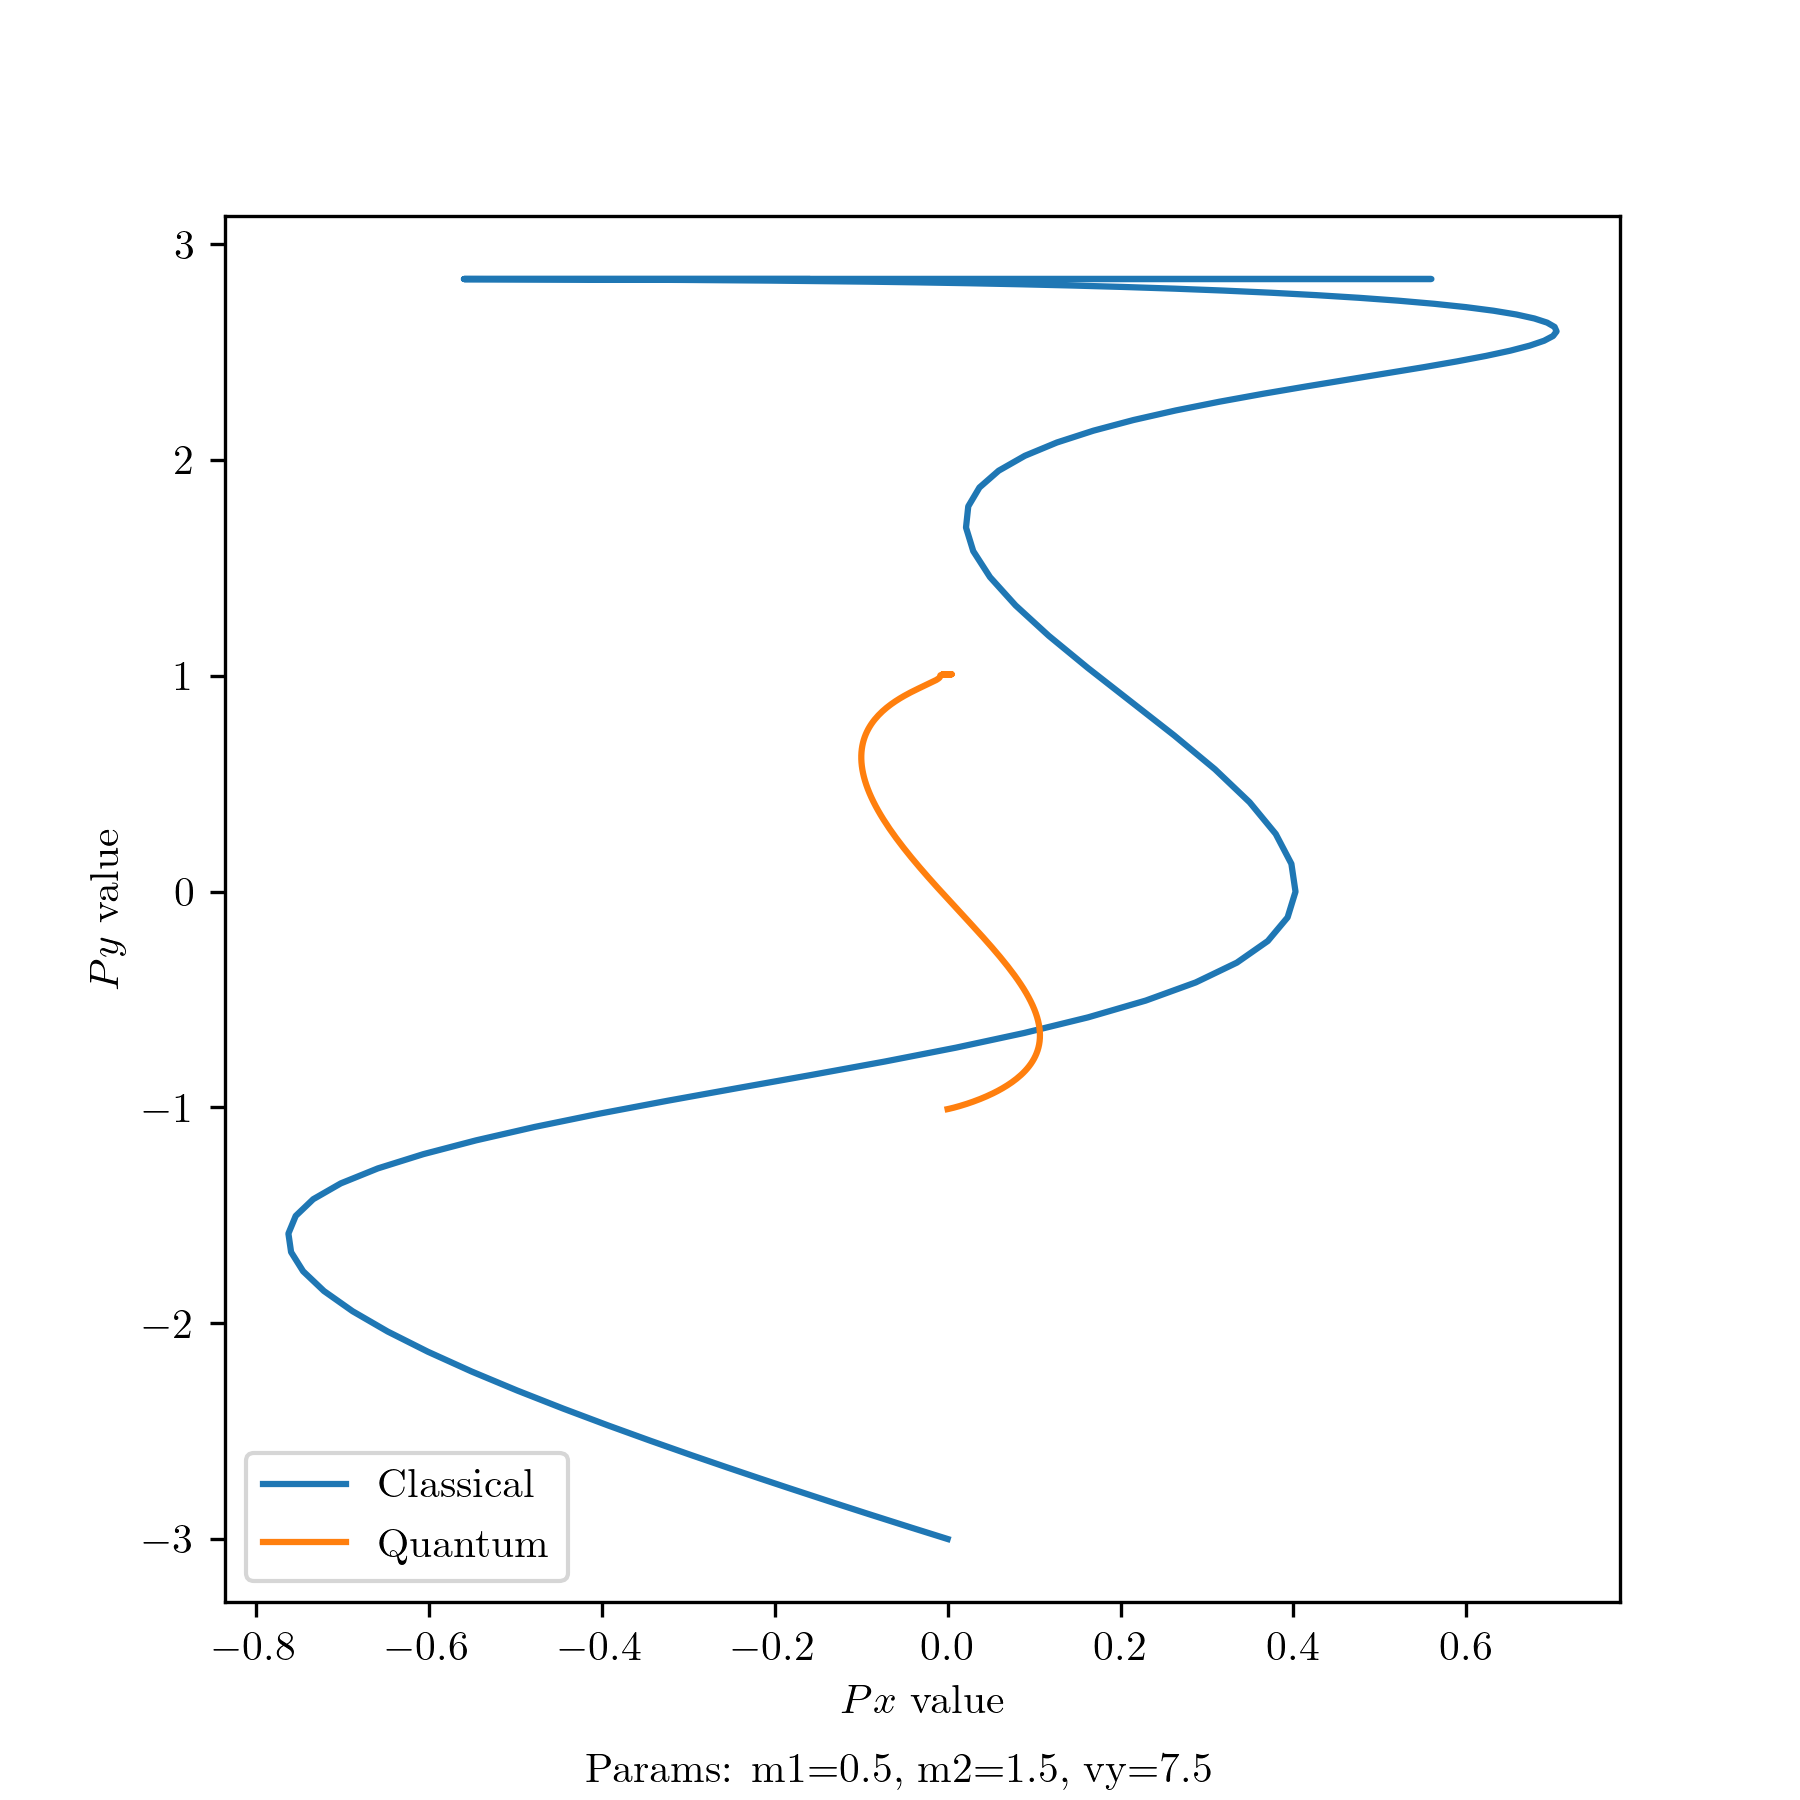 3
2
1
0
−1
−2
−3
Py value
Classical
Quantum
−0.8 −0.6 −0.4 −0.2 0.0 0.2 0.4 0.6
Px value
Params: m1=0.5, m2=1.5, vy=7.5